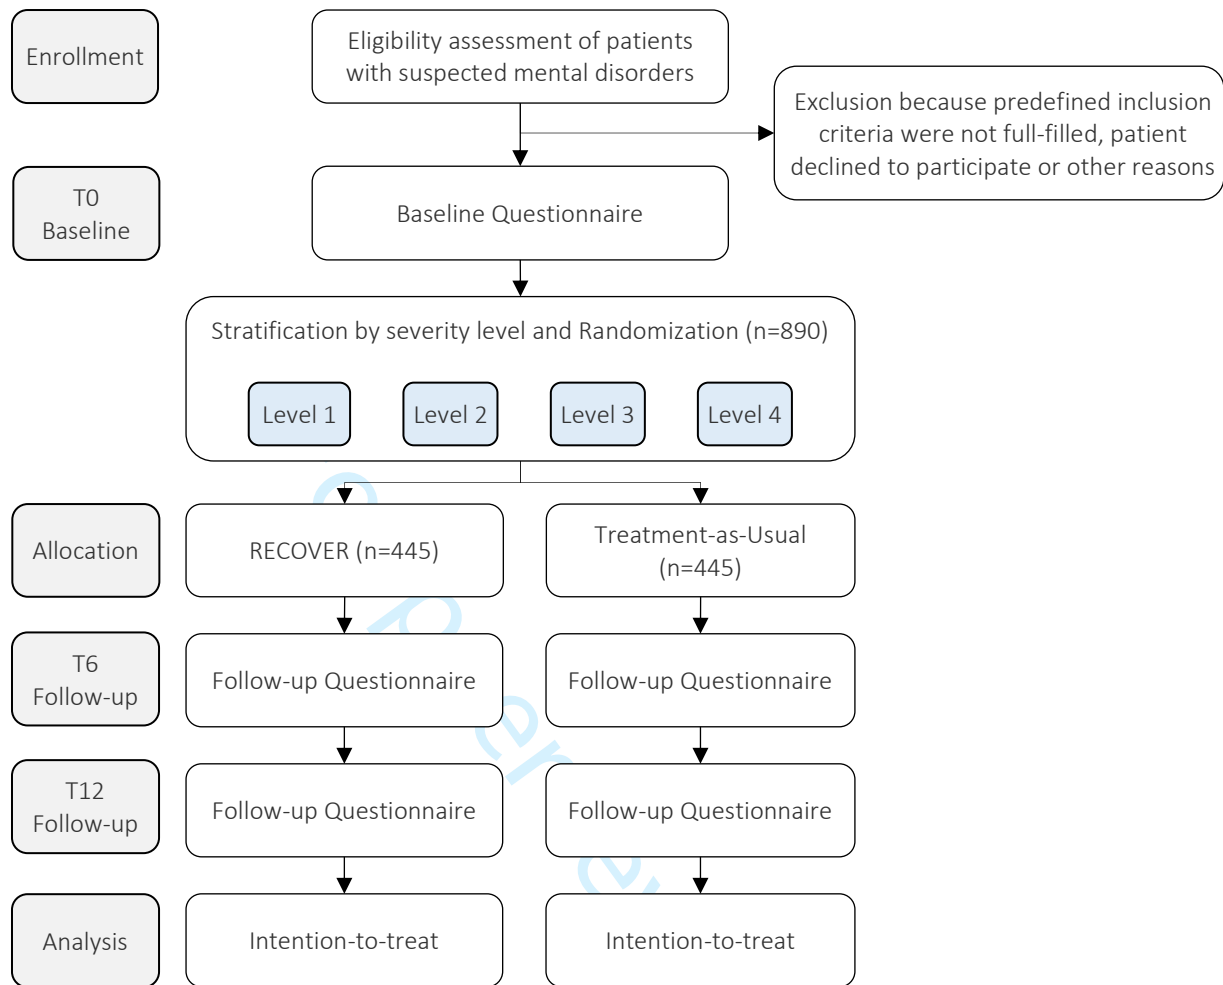 Enrollment
Eligibility assessment of patients
with suspected mental disorders
Exclusion because predefined inclusion
criteria were not full-filled, patient
declined to participate or other reasons
T0
Baseline
Baseline Questionnaire
Stratification by severity level and Randomization (n=890)
Level 1
Level 2
Level 3
Level 4
Allocation
RECOVER (n=445)
Treatment-as-Usual
(n=445)
T6
Follow-up
Follow-up Questionnaire
Follow-up Questionnaire
T12
Follow-up
Follow-up Questionnaire
Follow-up Questionnaire
Analysis
Intention-to-treat
Intention-to-treat